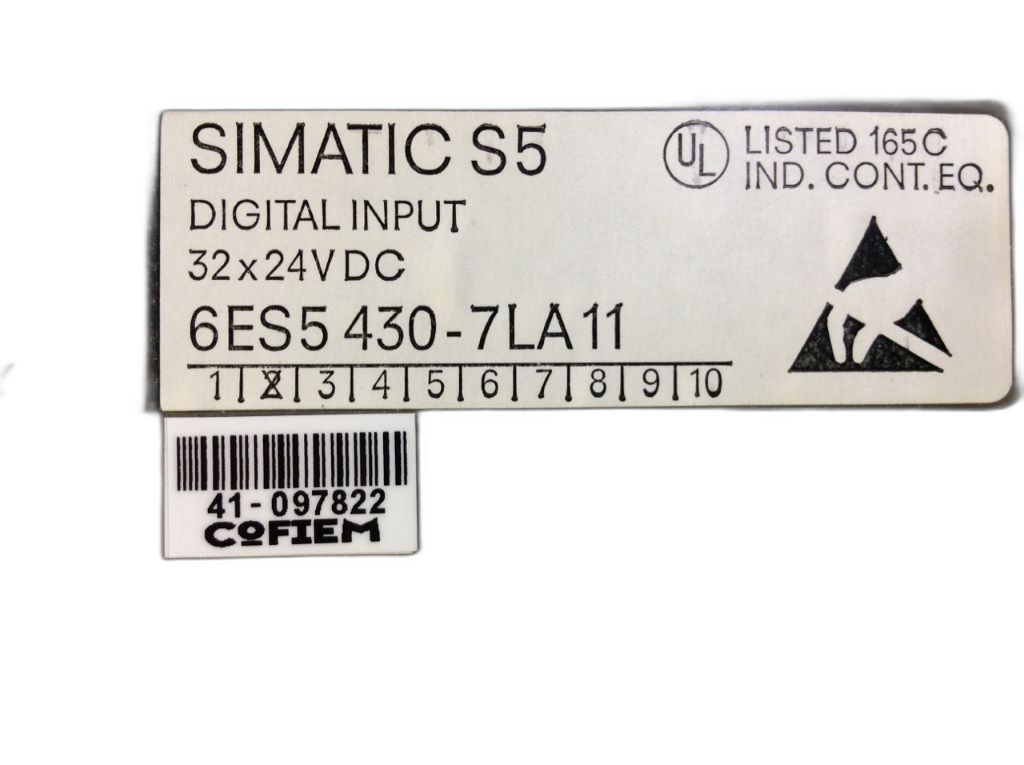 SIMATIC S5
DIGITAL INPUT
32x24V DC
6ES5 430-7LA11
1 2 3 4 5 6 7 8 9 10
UL
LISTED 165C
IND. CONT. EQ.
41-097822
COFIEM